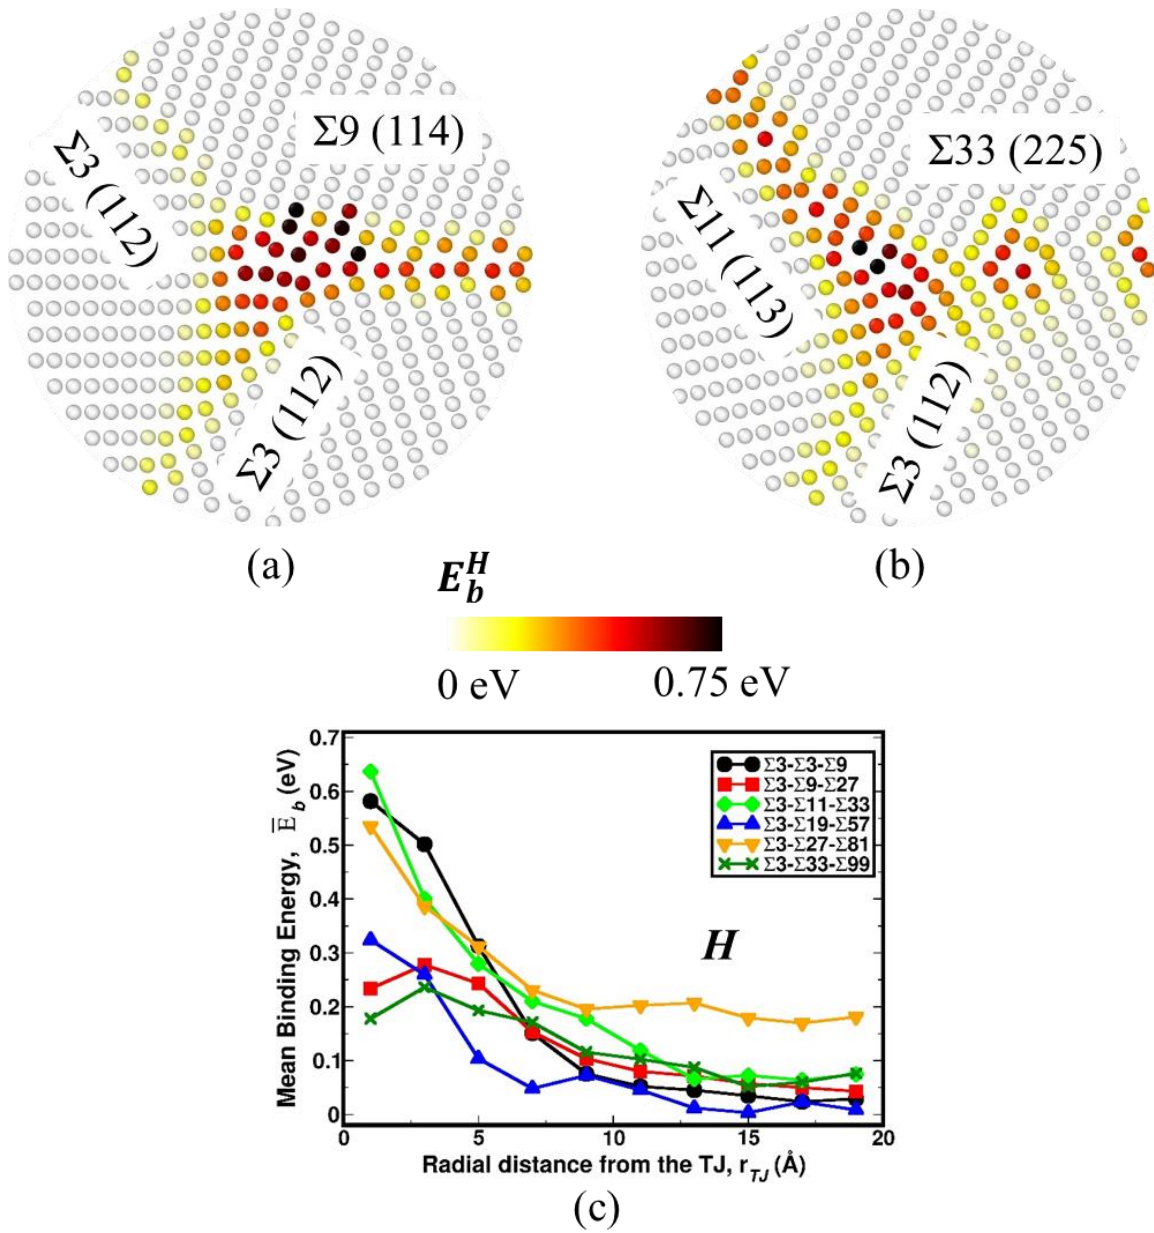 Σ9 (114)
Σ3 (112)
Σ3 (112)
(a)
Σ33 (225)
Σ11 (113)
Σ3 (112)
(b)
E_b^H
0 eV
0.75 eV
Mean Binding Energy, E̅_b (eV)
0.7
0.6
0.5
0.4
0.3
0.2
0.1
0
Σ3-Σ3-Σ9
Σ3-Σ9-Σ27
Σ3-Σ11-Σ33
Σ3-Σ19-Σ57
Σ3-Σ27-Σ81
Σ3-Σ33-Σ99
H
0 5 10 15 20
Radial distance from the TJ, r_TJ (Å)
(c)